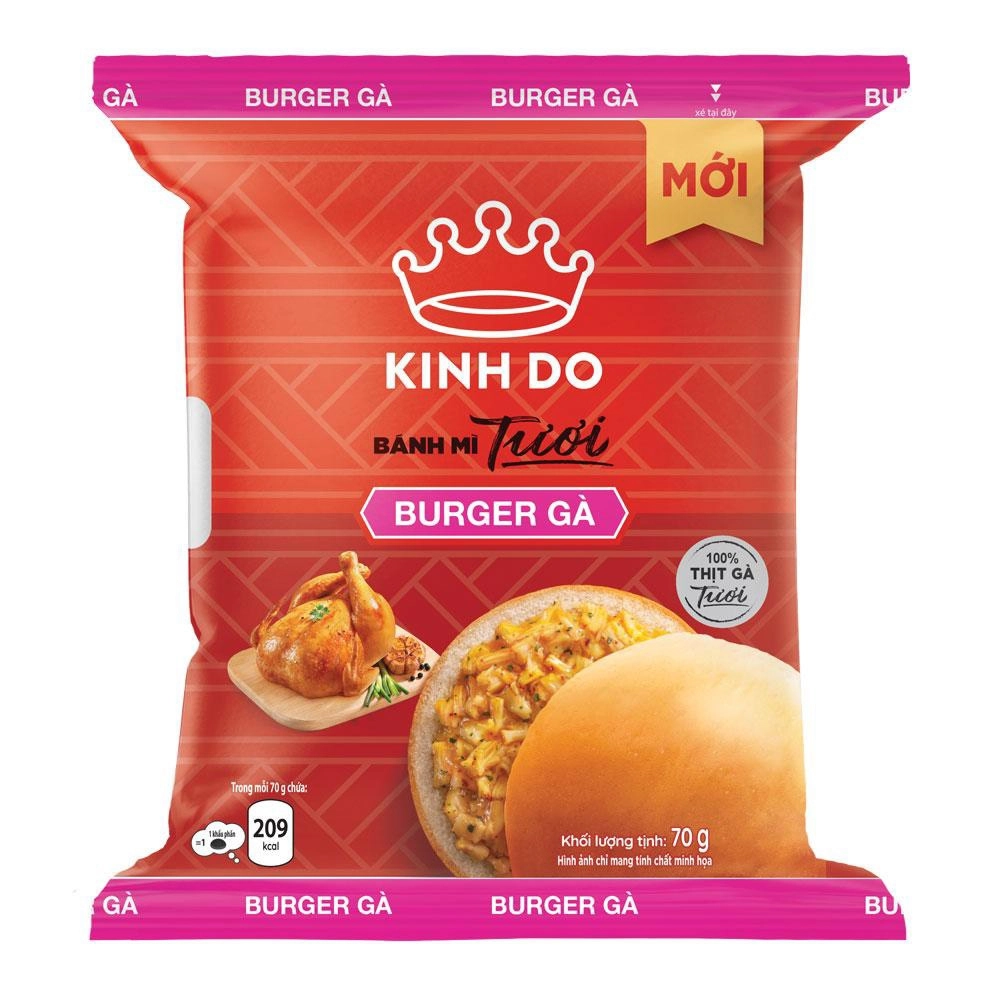 GÀ BURGER GÀ BURGER GÀ BU
xé tại đây
MỚI
KINH DO
BÁNH MÌ Tươi
BURGER GÀ
100%
THỊT GÀ
Tươi
Trong mỗi 70 g chứa:
=1 1 khẩu phần
209
kcal
Khối lượng tịnh: 70 g
Hình ảnh chỉ mang tính chất minh họa
GÀ BURGER GÀ BURGER GÀ BU